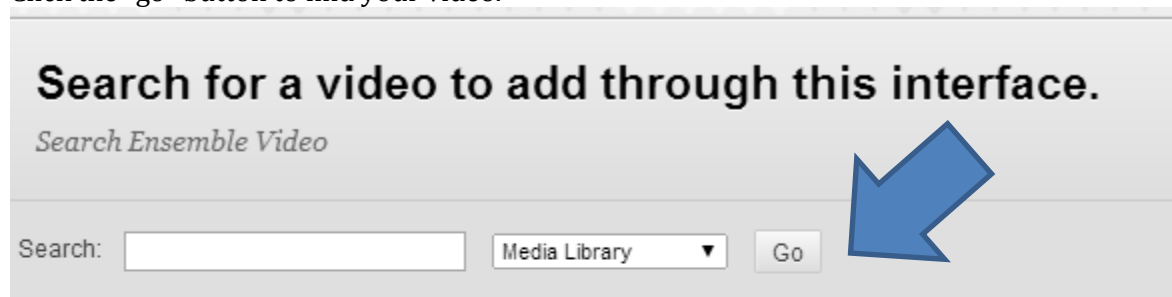 Click the "go" button to find your video.
Search for a video to add through this interface.
Search Ensemble Video
Search: Media Library Go